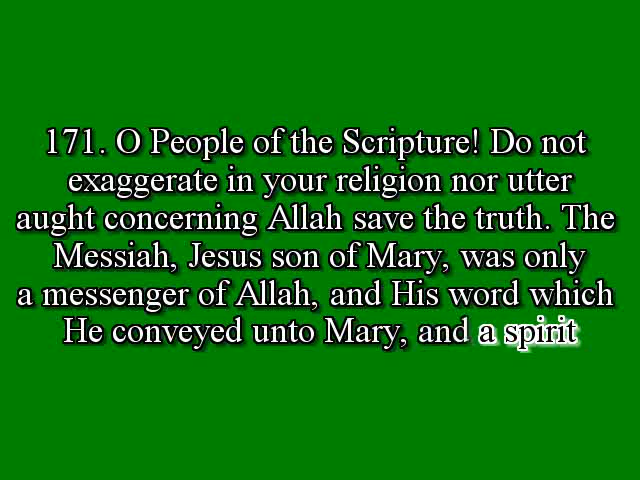 171. O People of the Scripture! Do not
exaggerate in your religion nor utter
aught concerning Allah save the truth. The
Messiah, Jesus son of Mary, was only
a messenger of Allah, and His word which
He conveyed unto Mary, and a spirit